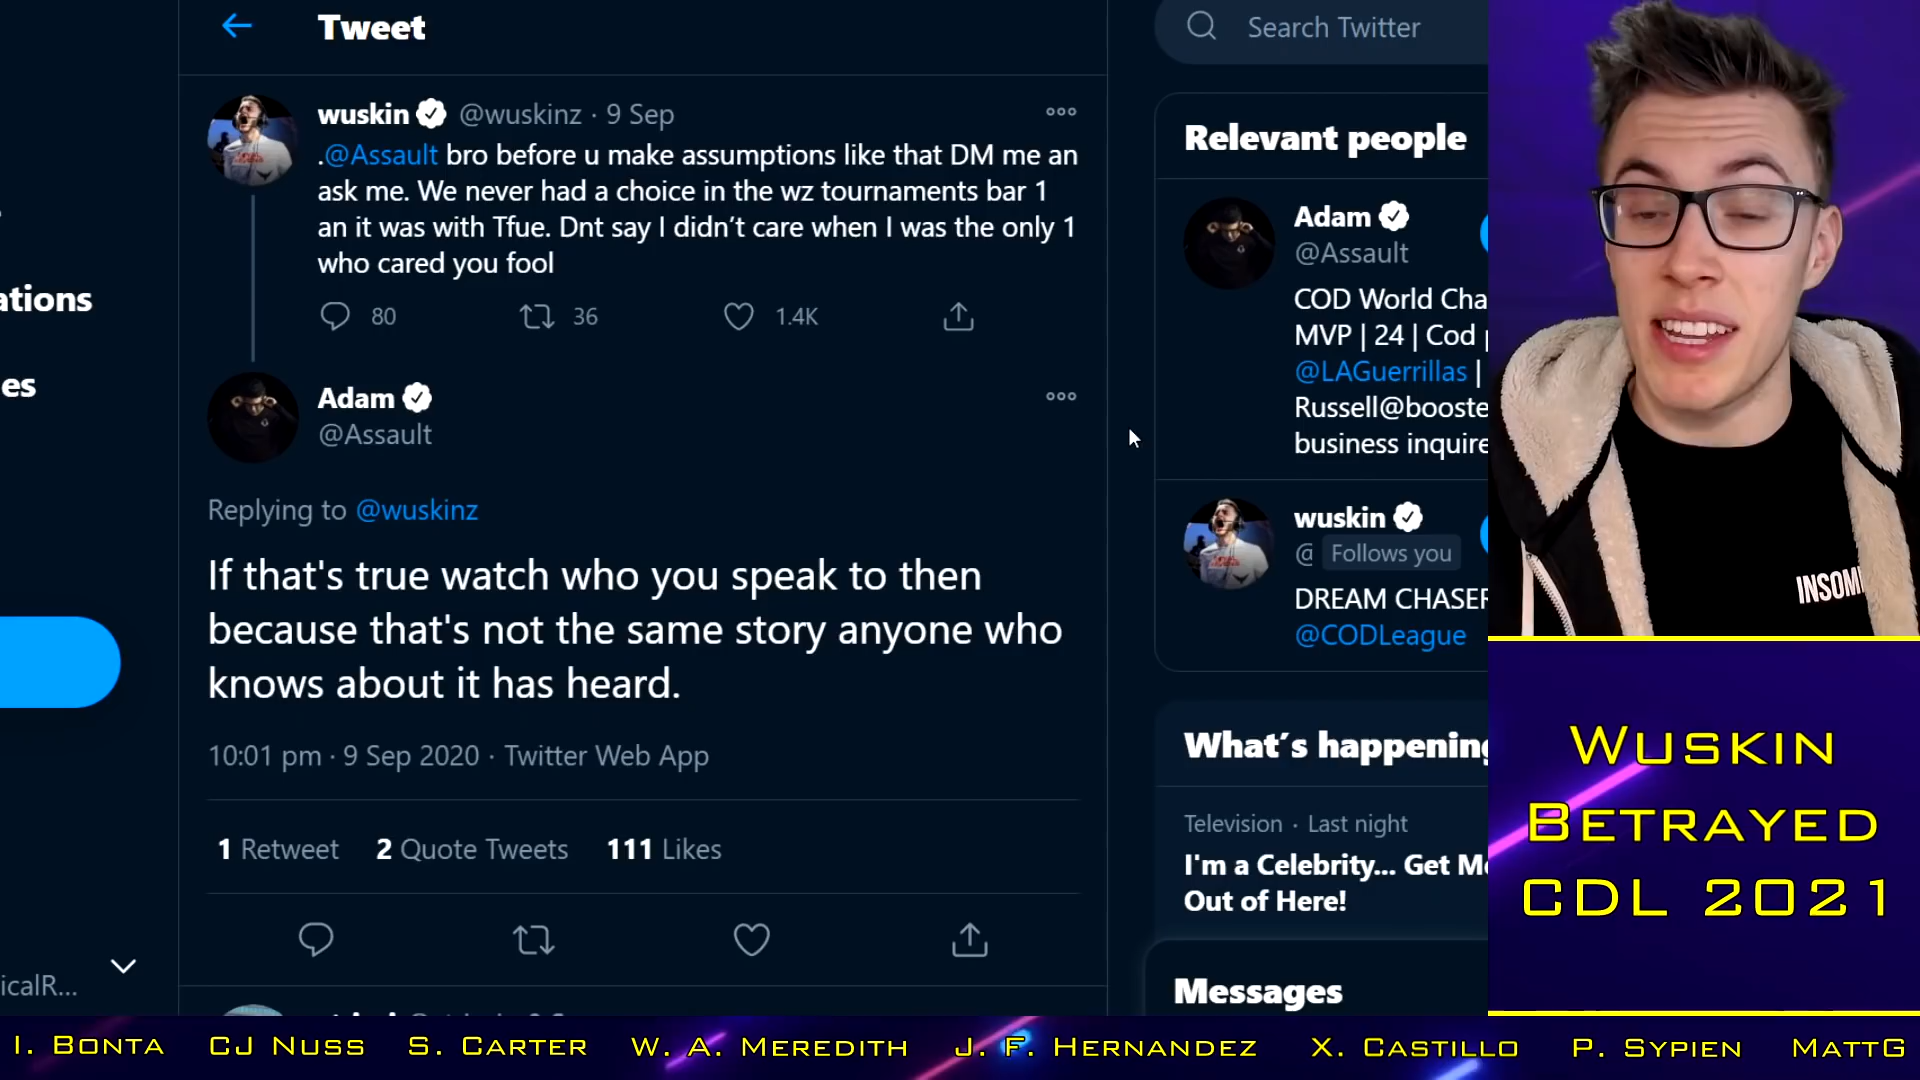 Tweet
Search Twitter
wuskin @wuskinz · 9 Sep
.@Assault bro before u make assumptions like that DM me an
ask me. We never had a choice in the wz tournaments bar 1
an it was with Tfue. Dnt say I didn't care when I was the only 1
who cared you fool
80 36 1.4K
Adam
@Assault
Replying to @wuskinz
If that's true watch who you speak to then
because that's not the same story anyone who
knows about it has heard.
10:01 pm · 9 Sep 2020 · Twitter Web App
1 Retweet 2 Quote Tweets 111 Likes
ations
es
icalR...
Relevant people
Adam
@Assault
COD World Cha
MVP | 24 | Cod
@LAGuerrillas |
Russell@booste
business inquire
wuskin
@ Follows you
DREAM CHASER
@CODLeague
What's happening
Television · Last night
I'm a Celebrity... Get Me
Out of Here!
Messages
INSOM
WUSKIN
BETRAYED
CDL 2021
I. BONTA CJ NUSS S. CARTER W. A. MEREDITH J. F. HERNANDEZ X. CASTILLO P. SYPIEN MATTG